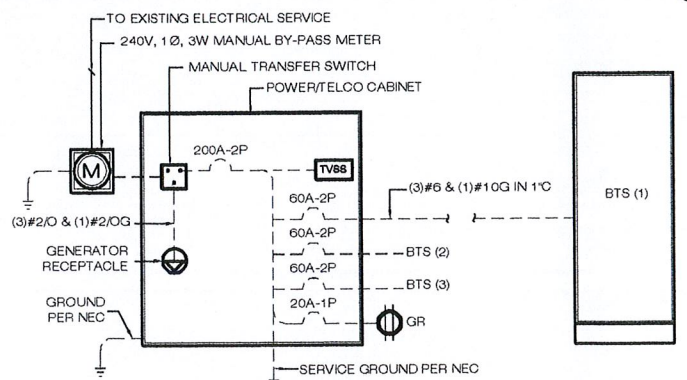 TO EXISTING ELECTRICAL SERVICE
240V, 1Ø, 3W MANUAL BY-PASS METER
MANUAL TRANSFER SWITCH
POWER/TELCO CABINET
200A-2P
M
TVSS
60A-2P
(3)#6 & (1)#10G IN 1"C
BTS (1)
(3)#2/O & (1)#2/OG
60A-2P
GENERATOR
RECEPTACLE
BTS (2)
60A-2P
BTS (3)
GROUND
PER NEC
20A-1P
GR
SERVICE GROUND PER NEC